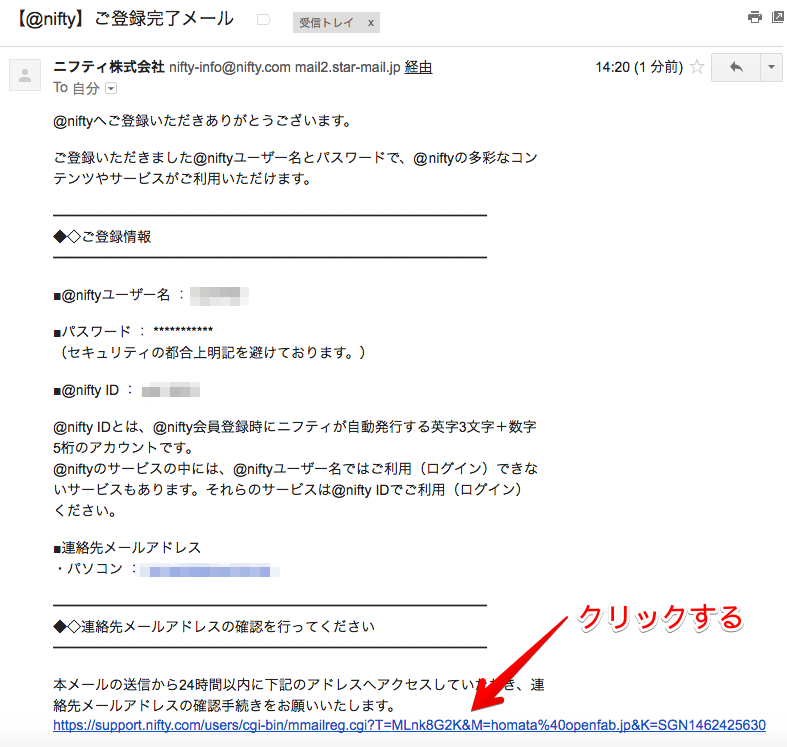 【@nifty】ご登録完了メール
受信トレイ x
ニフティ株式会社 nifty-info@nifty.com mail2.star-mail.jp 経由
14:20 (1 分前)
To 自分
@niftyへご登録いただきありがとうございます。
ご登録いただきました@niftyユーザー名とパスワードで、@niftyの多彩なコン
テンツやサービスがご利用いただけます。
◆◇ご登録情報
■@niftyユーザー名 :
■パスワード : ***********
（セキュリティの都合上明記を避けております。）
■@nifty ID :
@nifty IDとは、@nifty会員登録時にニフティが自動発行する英字3文字＋数字
5桁のアカウントです。
@niftyのサービスの中には、@niftyユーザー名ではご利用（ログイン）できな
いサービスもあります。それらのサービスは@nifty IDでご利用（ログイン）
ください。
■連絡先メールアドレス
・パソコン :
クリックする
◆◇連絡先メールアドレスの確認を行ってください
本メールの送信から24時間以内に下記のアドレスへアクセスしていき、連
絡先メールアドレスの確認手続きをお願いいたします。
https://support.nifty.com/users/cgi-bin/mmailreg.cgi?T=MLnk8G2K&M=homata%40openfab.jp&K=SGN1462425630